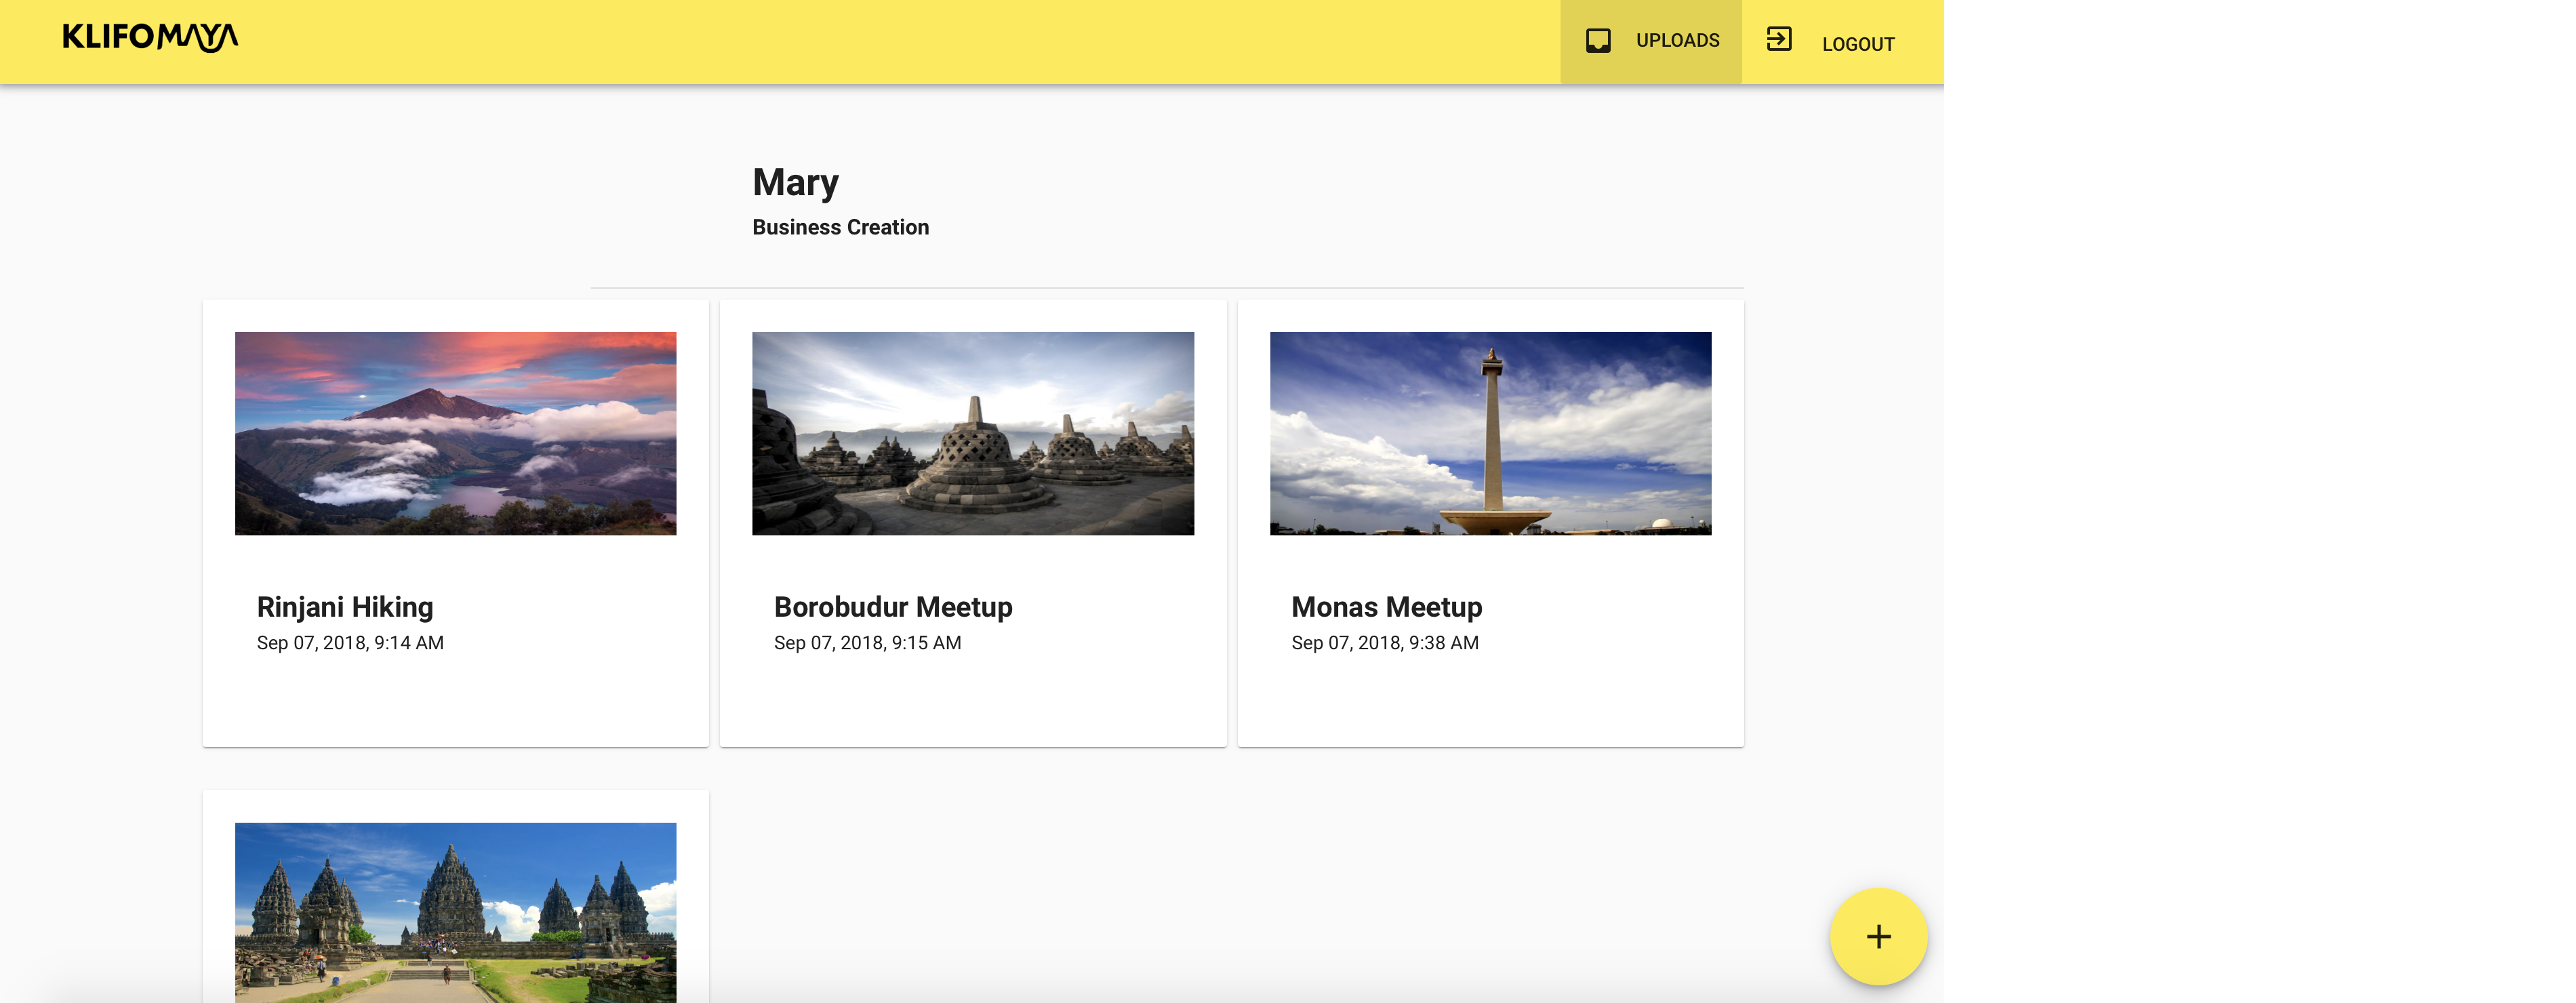 KLIFOMAYA
UPLOADS
LOGOUT
Mary
Business Creation
Rinjani Hiking
Sep 07, 2018, 9:14 AM
Borobudur Meetup
Sep 07, 2018, 9:15 AM
Monas Meetup
Sep 07, 2018, 9:38 AM